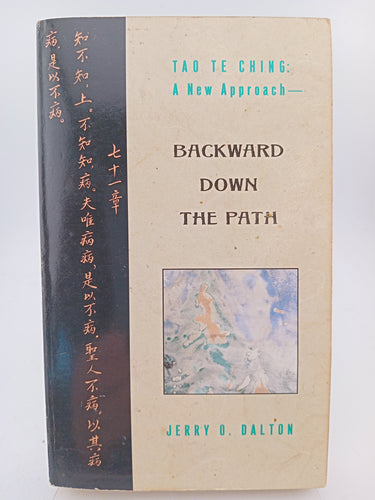 七十一章
知不知，上。不知知，病。夫唯病病，是以不病，聖人不病，以其病
病，是以不病。
TAO TE CHING:
A New Approach—
BACKWARD
DOWN
THE PATH
JERRY O. DALTON